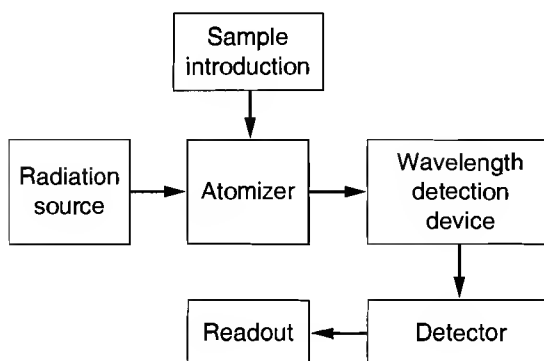 Sample
introduction
Radiation
source
Atomizer
Wavelength
detection
device
Readout
Detector